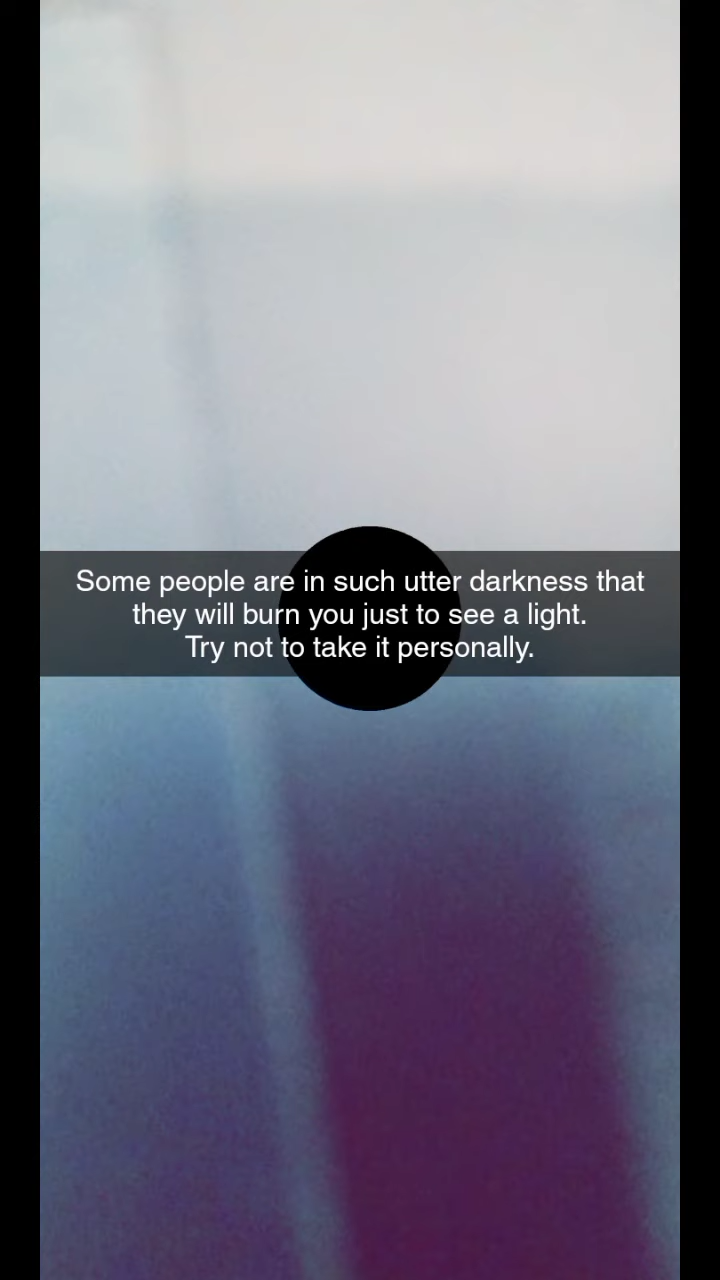 Some people are in such utter darkness that
they will burn you just to see a light.
Try not to take it personally.